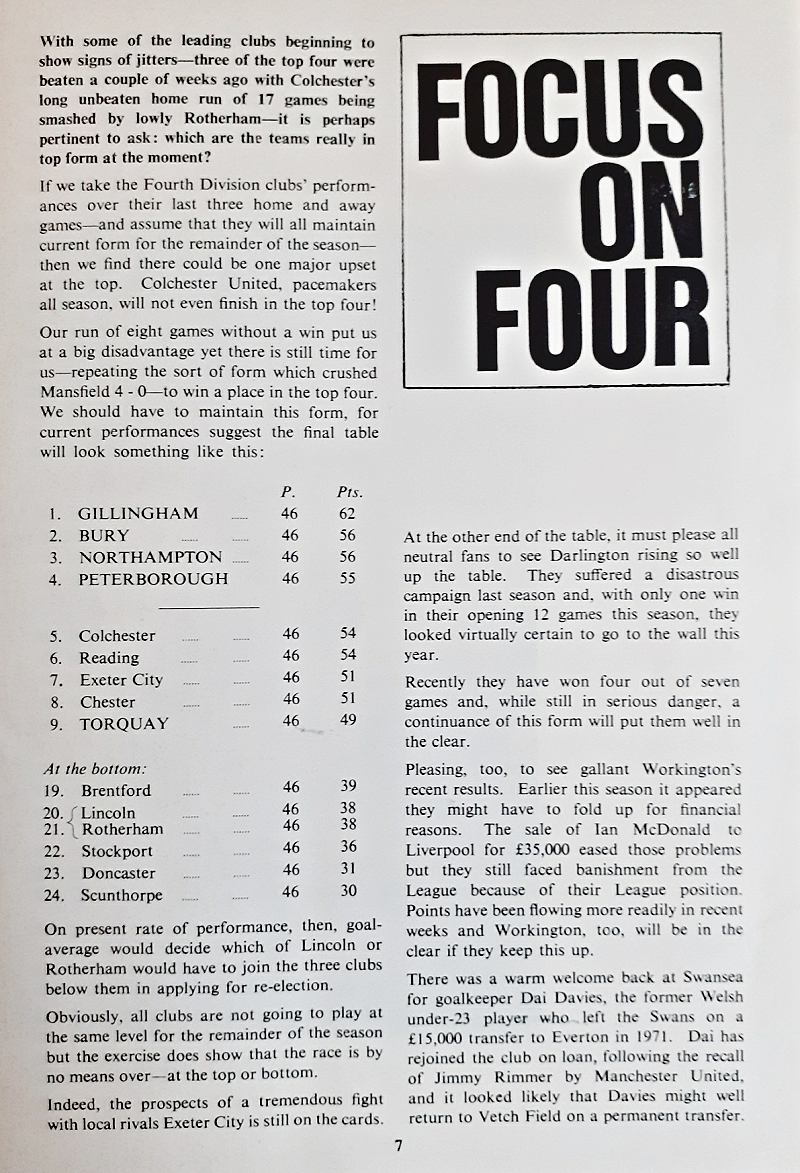 With some of the leading clubs beginning to
show signs of jitters—three of the top four were
beaten a couple of weeks ago with Colchester's
long unbeaten home run of 17 games being
smashed by lowly Rotherham—it is perhaps
pertinent to ask: which are the teams really in
top form at the moment?
If we take the Fourth Division clubs' perform-
ances over their last three home and away
games—and assume that they will all maintain
current form for the remainder of the season—
then we find there could be one major upset
at the top. Colchester United, pacemakers
all season, will not even finish in the top four!
Our run of eight games without a win put us
at a big disadvantage yet there is still time for
us—repeating the sort of form which crushed
Mansfield 4 - 0—to win a place in the top four.
We should have to maintain this form, for
current performances suggest the final table
will look something like this:
P. Pts.
1. GILLINGHAM ...... 46 62
2. BURY ...... ...... 46 56
3. NORTHAMPTON ...... 46 56
4. PETERBOROUGH 46 55
5. Colchester ...... ...... 46 54
6. Reading ...... ...... 46 54
7. Exeter City ...... ...... 46 51
8. Chester ...... ...... 46 51
9. TORQUAY ...... 46 49
At the bottom:
19. Brentford ...... ...... 46 39
20. { Lincoln ...... ...... 46 38
21. { Rotherham ...... ...... 46 38
22. Stockport ...... ...... 46 36
23. Doncaster ...... ...... 46 31
24. Scunthorpe ...... ...... 46 30
On present rate of performance, then, goal-
average would decide which of Lincoln or
Rotherham would have to join the three clubs
below them in applying for re-election.
Obviously, all clubs are not going to play at
the same level for the remainder of the season
but the exercise does show that the race is by
no means over—at the top or bottom.
Indeed, the prospects of a tremendous fight
with local rivals Exeter City is still on the cards.
FOCUS
ON
FOUR
At the other end of the table, it must please all
neutral fans to see Darlington rising so well
up the table. They suffered a disastrous
campaign last season and, with only one win
in their opening 12 games this season, they
looked virtually certain to go to the wall this
year.
Recently they have won four out of seven
games and, while still in serious danger, a
continuance of this form will put them well in
the clear.
Pleasing, too, to see gallant Workington's
recent results. Earlier this season it appeared
they might have to fold up for financial
reasons. The sale of Ian McDonald to
Liverpool for £35,000 eased those problems
but they still faced banishment from the
League because of their League position.
Points have been flowing more readily in recent
weeks and Workington, too, will be in the
clear if they keep this up.
There was a warm welcome back at Swansea
for goalkeeper Dai Davies, the former Welsh
under-23 player who left the Swans on a
£15,000 transfer to Everton in 1971. Dai has
rejoined the club on loan, following the recall
of Jimmy Rimmer by Manchester United,
and it looked likely that Davies might well
return to Vetch Field on a permanent transfer.
7